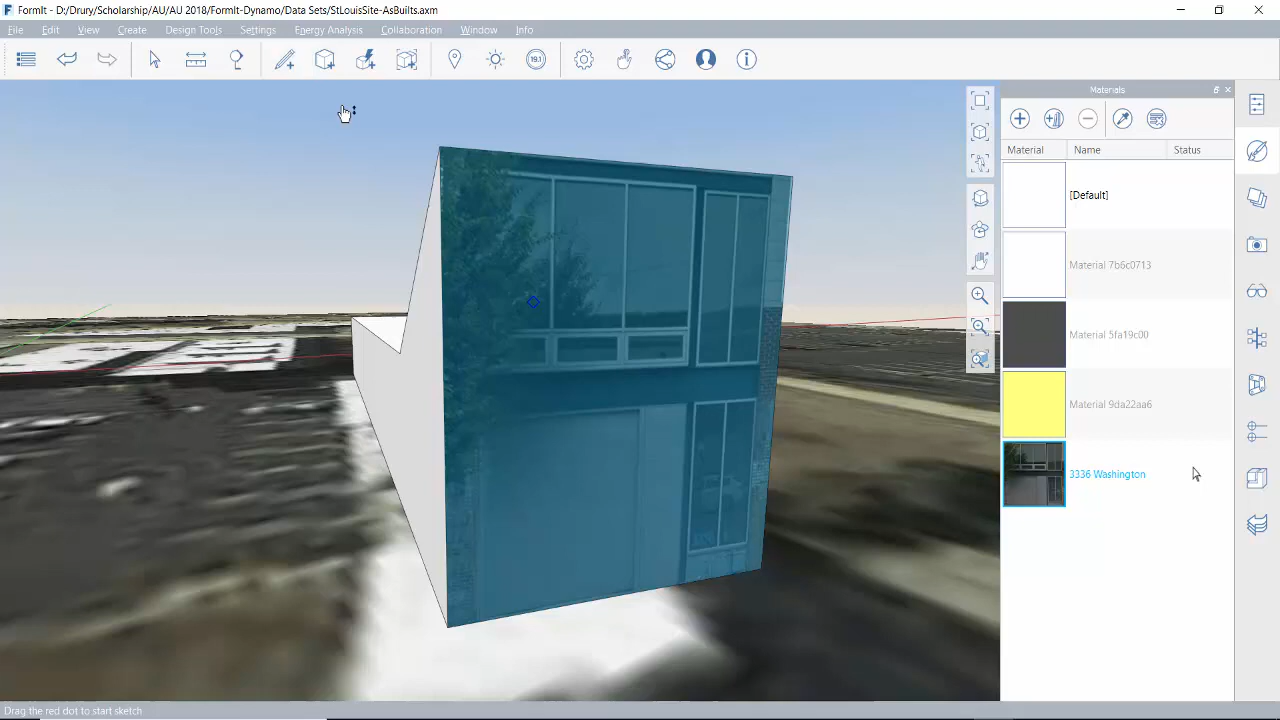 FormIt - D:/Drury/Scholarship/AU/AU 2018/FormIt-Dynamo/Data Sets/StLouisSite-AsBuilts.axm
File Edit View Create Design Tools Settings Energy Analysis Collaboration Window Info
19.1
Materials
Material Name Status
[Default]
Material 7b6c0713
Material 5fa19c00
Material 9da22aa6
3336 Washington
Drag the red dot to start sketch